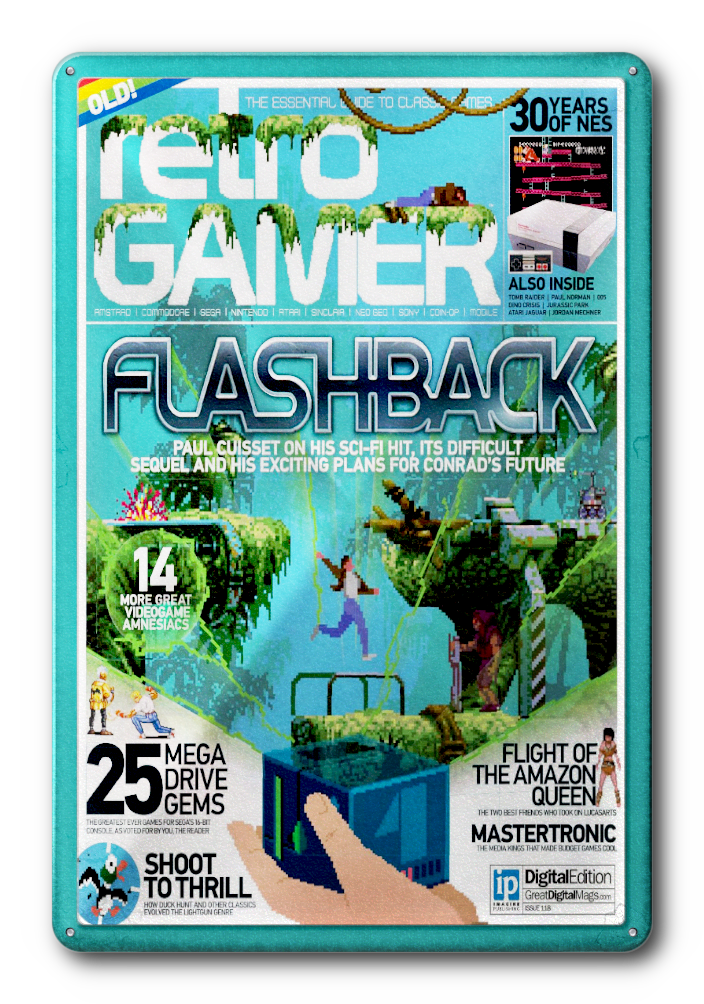 OLD!
THE ESSENTIAL GUIDE TO CLASSIC GAMES
retro
GAMER
AMSTRAD | COMMODORE | SEGA | NINTENDO | ATARI | SINCLAIR | NEO GEO | SONY | COIN-OP | MOBILE
30 YEARS
OF NES
ALSO INSIDE
TOMB RAIDER | PAUL NORMAN | 005
DINO CRISIS | JURASSIC PARK
ATARI JAGUAR | JORDAN MECHNER
FLASHBACK
PAUL CUISSET ON HIS SCI-FI HIT, ITS DIFFICULT
SEQUEL AND HIS EXCITING PLANS FOR CONRAD'S FUTURE
14
MORE GREAT
VIDEOGAME
AMNESIACS
25 MEGA
DRIVE
GEMS
THE GREATEST EVER GAMES FOR SEGA'S 16-BIT
CONSOLE, AS VOTED FOR BY YOU, THE READER
SHOOT
TO THRILL
HOW DUCK HUNT AND OTHER CLASSICS
EVOLVED THE LIGHTGUN GENRE
FLIGHT OF
THE AMAZON
QUEEN
THE TWO BEST FRIENDS WHO TOOK ON LUCASARTS
MASTERTRONIC
THE MEDIA KINGS THAT MADE BUDGET GAMES COOL
ip
IMAGINE
PUBLISHING
DigitalEdition
GreatDigitalMags.com
ISSUE 118